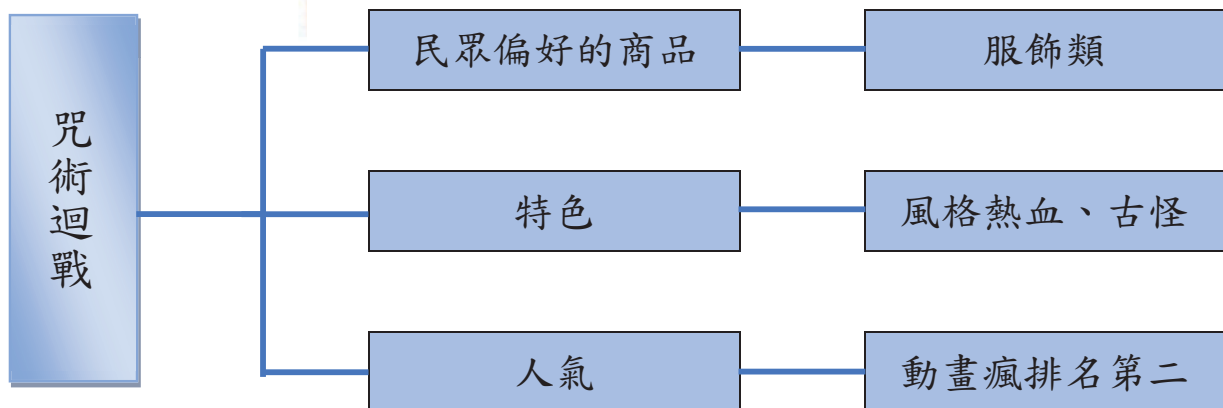 咒術迴戰
民眾偏好的商品
服飾類
特色
風格熱血、古怪
人氣
動畫瘋排名第二